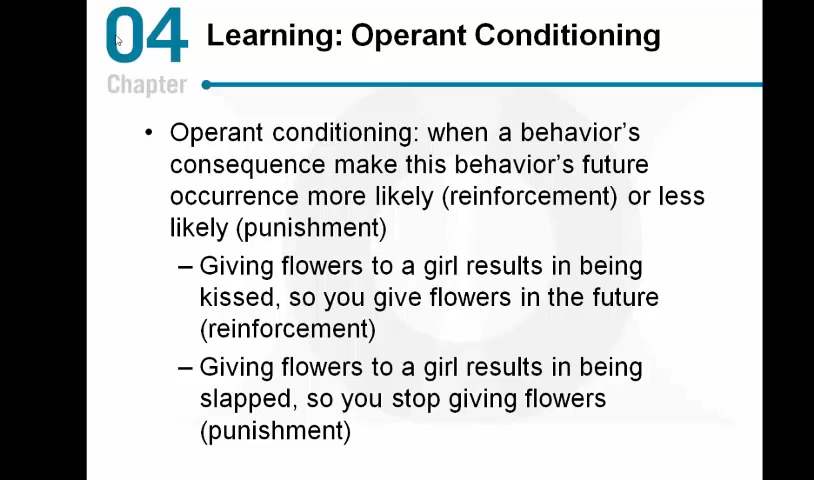 04
Chapter
Learning: Operant Conditioning
• Operant conditioning: when a behavior's
consequence make this behavior's future
occurrence more likely (reinforcement) or less
likely (punishment)
– Giving flowers to a girl results in being
kissed, so you give flowers in the future
(reinforcement)
– Giving flowers to a girl results in being
slapped, so you stop giving flowers
(punishment)